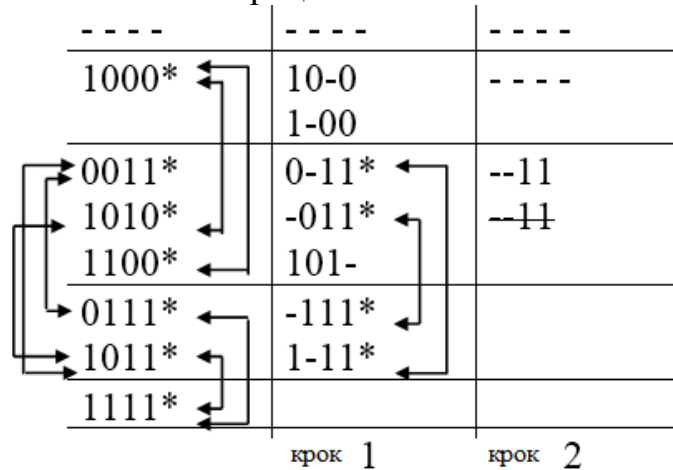 - - - - - - - - - - - -
1000* 10-0 - - - -
1-00
0011* 0-11* --11
1010* -011* --11
1100* 101-
0111* -111*
1011* 1-11*
1111*
крок 1 крок 2